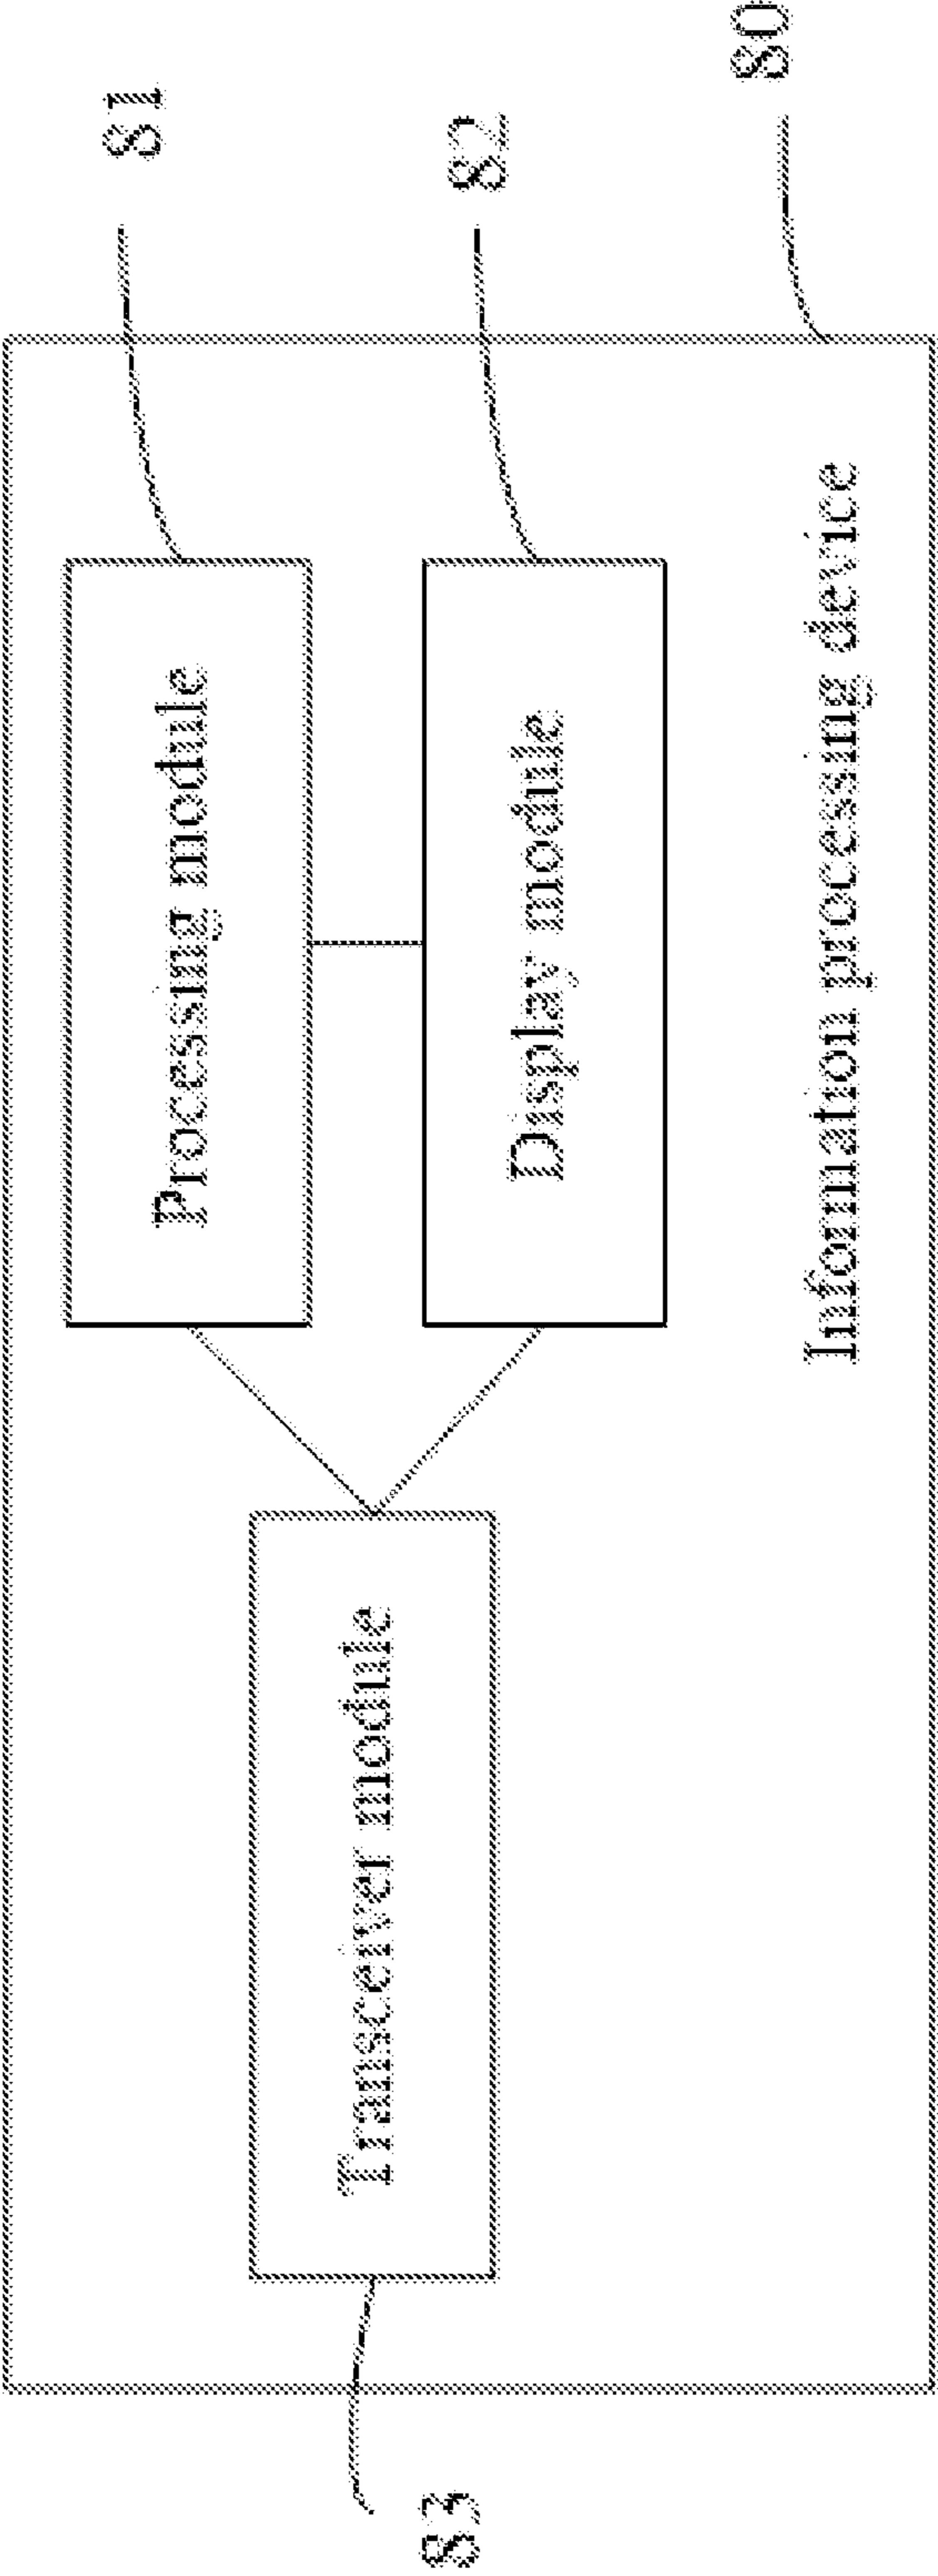 81
Processing module
83
Transceiver module
82
Display module
80
Information processing device